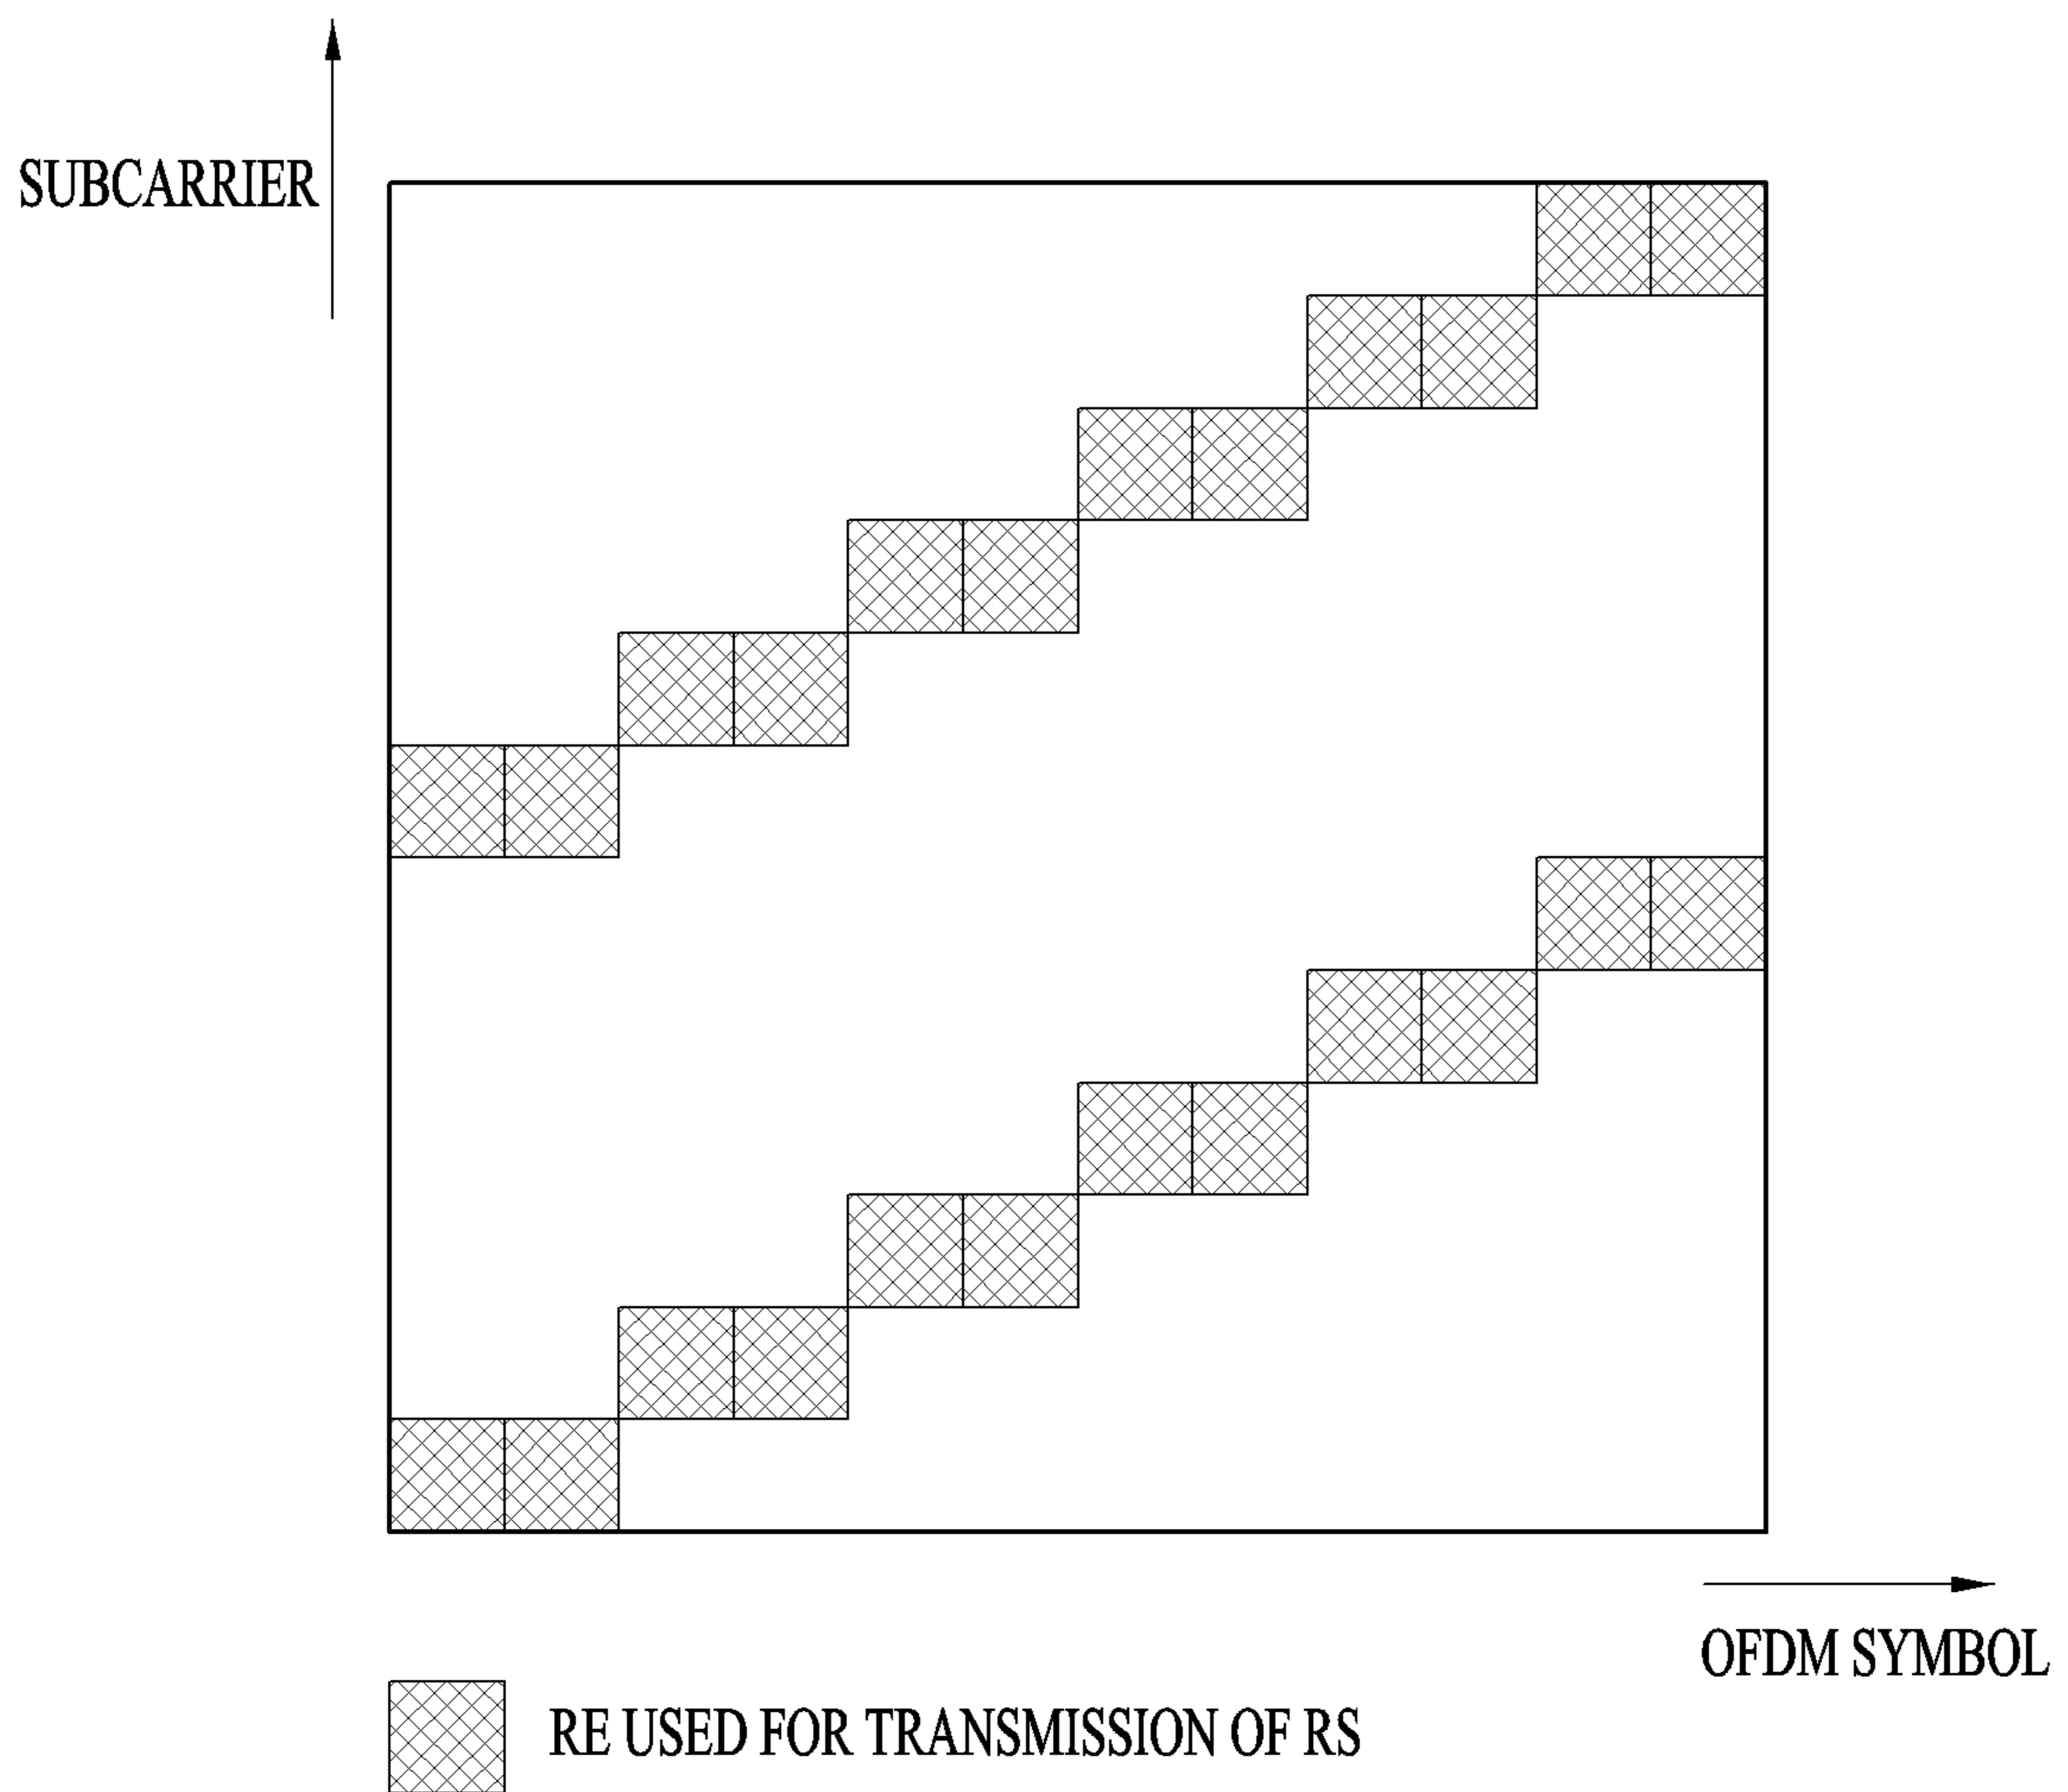 SUBCARRIER
OFDM SYMBOL
RE USED FOR TRANSMISSION OF RS